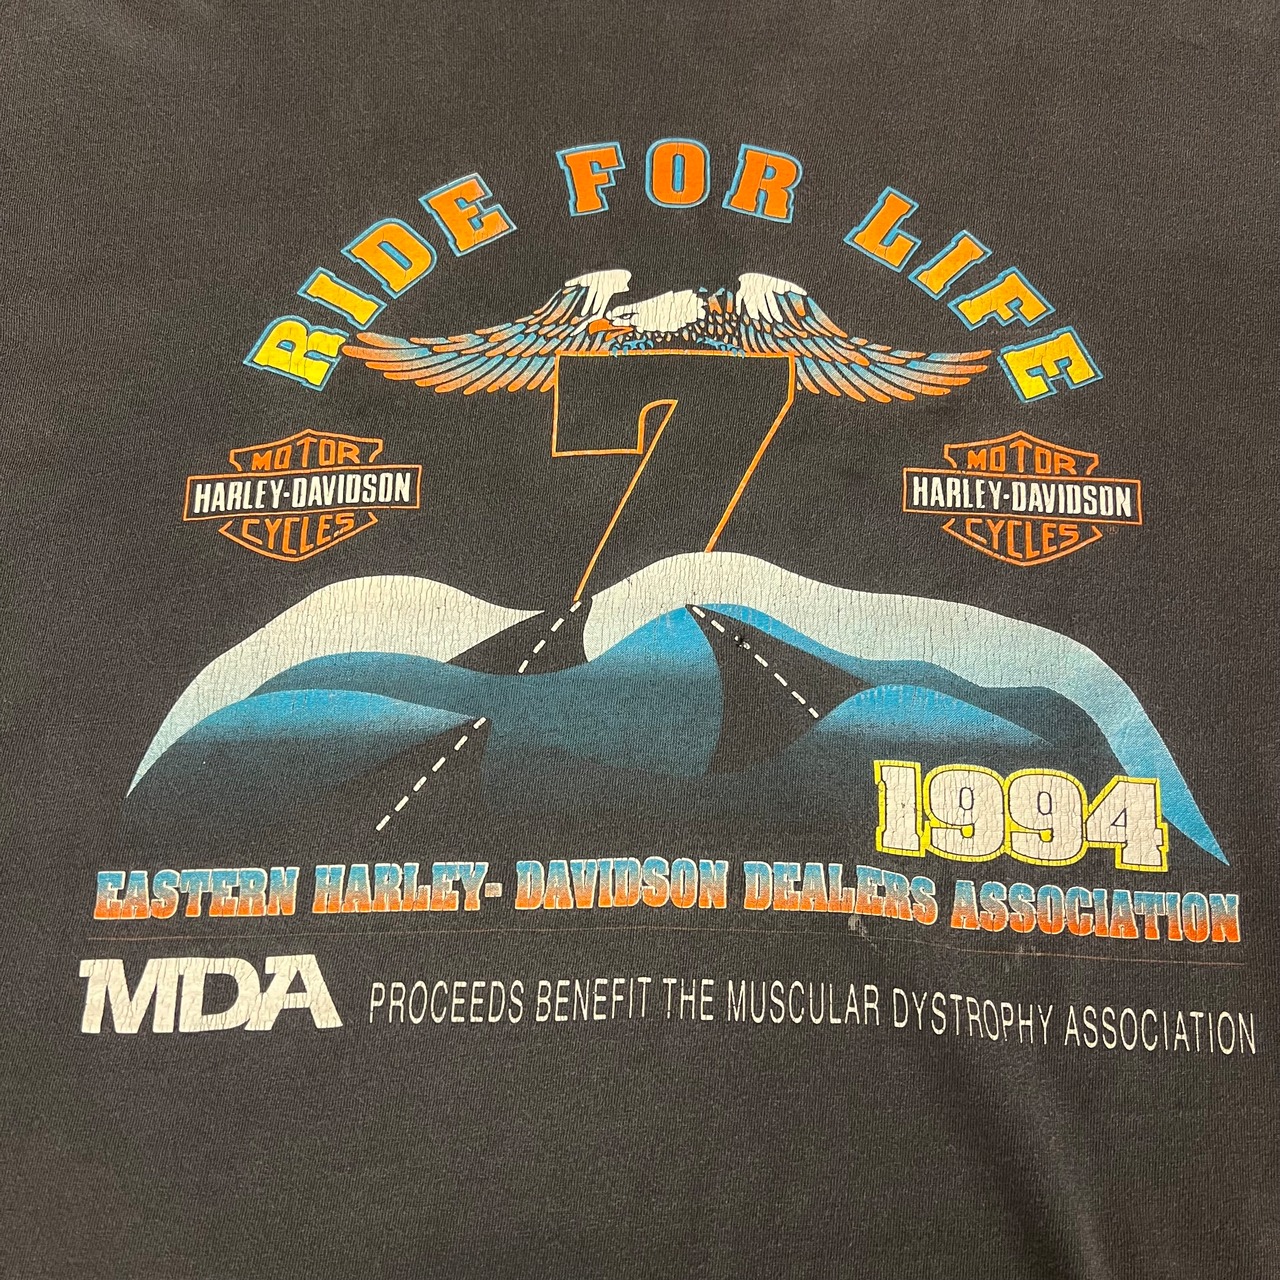 RIDE FOR LIFE
7
MOTOR
HARLEY-DAVIDSON
CYCLES
MOTOR
HARLEY-DAVIDSON
CYCLES
®
1994
EASTERN HARLEY-DAVIDSON DEALERS ASSOCIATION
MDA PROCEEDS BENEFIT THE MUSCULAR DYSTROPHY ASSOCIATION